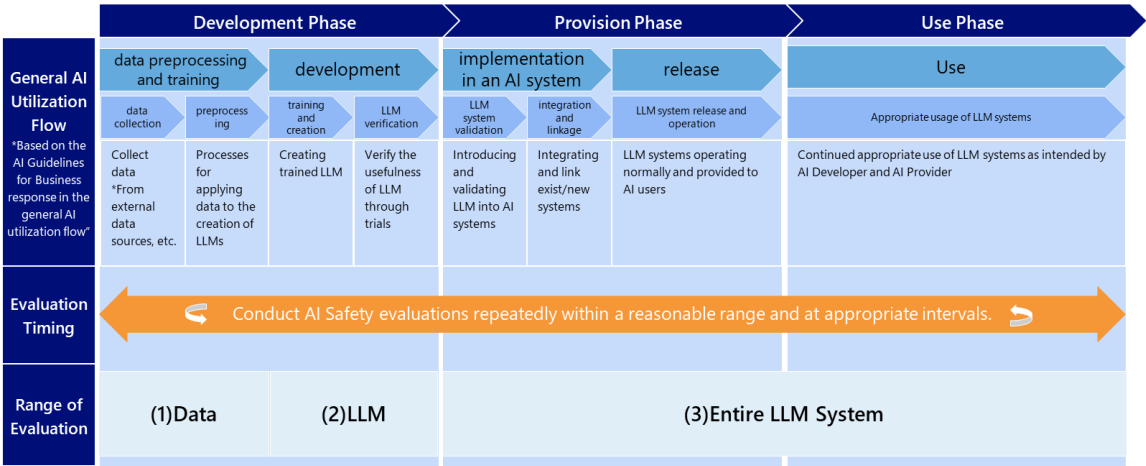 Development Phase
Provision Phase
Use Phase
General AI
Utilization
Flow
*Based on the
AI Guidelines
for Business
response in the
general AI
utilization flow"
data preprocessing
and training
development
implementation
in an AI system
release
Use
data
collection
preprocess
ing
training
and
creation
LLM
verification
LLM
system
validation
integration
and
linkage
LLM system release and
operation
Appropriate usage of LLM systems
Collect
data
*From
external
data
sources, etc.
Processes
for
applying
data to the
creation of
LLMs
Creating
trained LLM
Verify the
usefulness
of LLM
through
trials
Introducing
and
validating
LLM into AI
systems
Integrating
and link
exist/new
systems
LLM systems operating
normally and provided to
AI users
Continued appropriate use of LLM systems as intended by
AI Developer and AI Provider
Evaluation
Timing
Conduct AI Safety evaluations repeatedly within a reasonable range and at appropriate intervals.
Range of
Evaluation
(1)Data
(2)LLM
(3)Entire LLM System